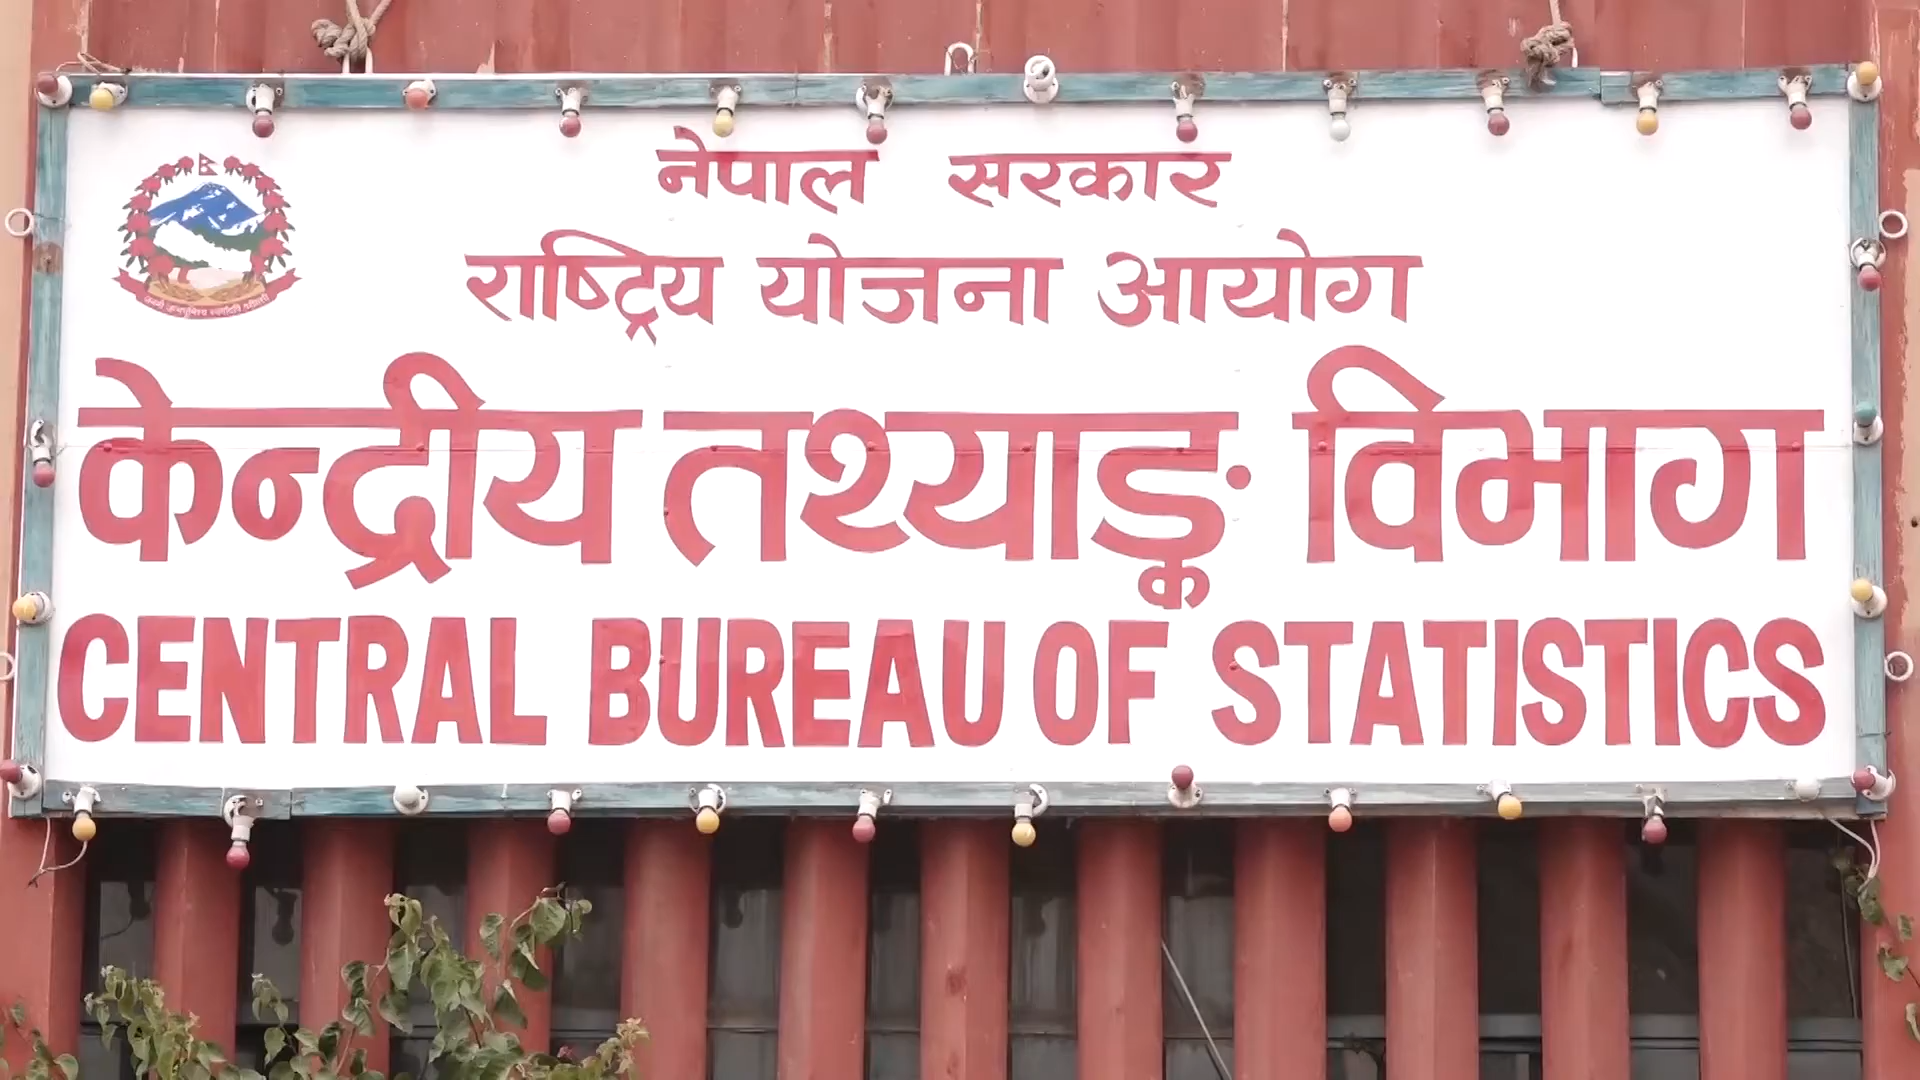 नेपाल सरकार
राष्ट्रिय योजना आयोग
केन्द्रीय तथ्याङ्क विभाग
CENTRAL BUREAU OF STATISTICS